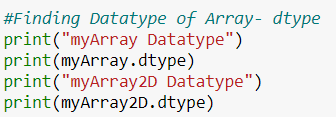 #Finding Datatype of Array- dtype
print("myArray Datatype")
print(myArray.dtype)
print("myArray2D Datatype")
print(myArray2D.dtype)